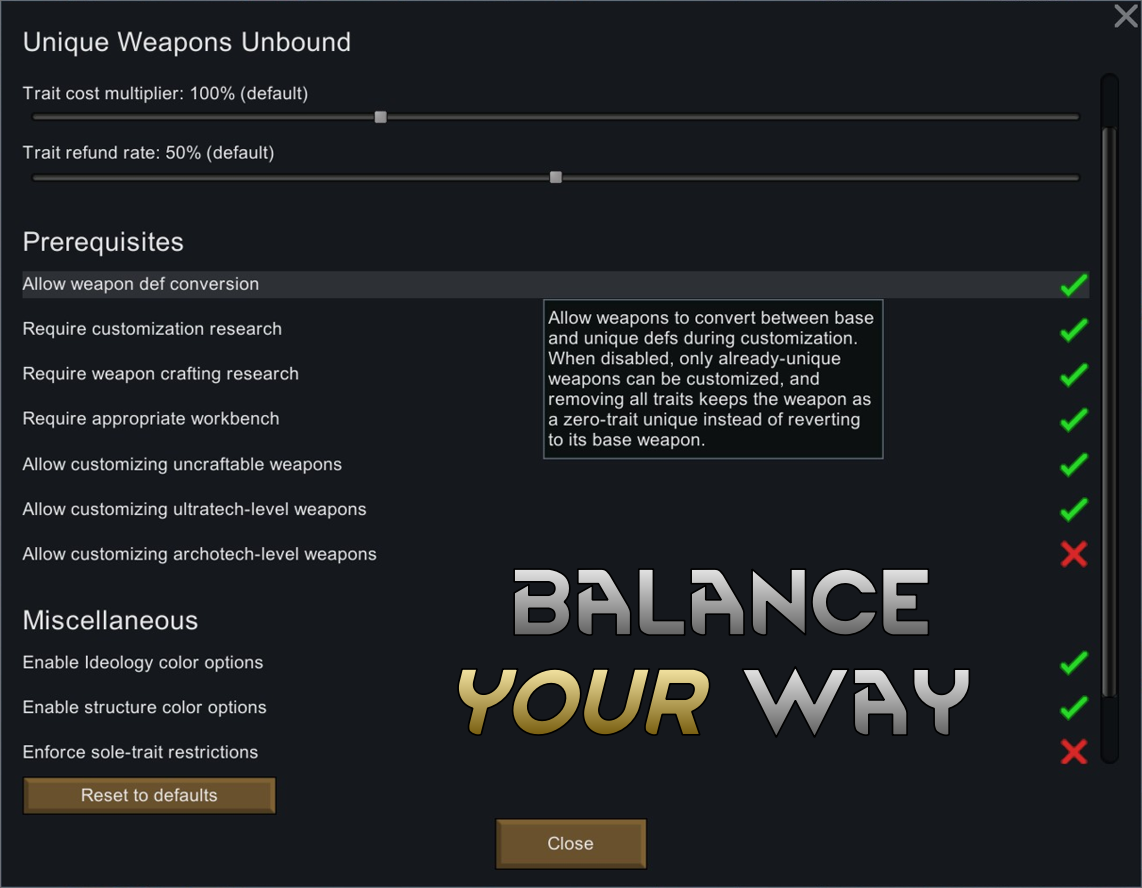 Unique Weapons Unbound
Trait cost multiplier: 100% (default)
Trait refund rate: 50% (default)
Prerequisites
Allow weapon def conversion
Require customization research
Require weapon crafting research
Require appropriate workbench
Allow customizing uncraftable weapons
Allow customizing ultratech-level weapons
Allow customizing archotech-level weapons
Allow weapons to convert between base
and unique defs during customization.
When disabled, only already-unique
weapons can be customized, and
removing all traits keeps the weapon as
a zero-trait unique instead of reverting
to its base weapon.
BALANCE
YOUR WAY
Miscellaneous
Enable Ideology color options
Enable structure color options
Enforce sole-trait restrictions
Reset to defaults
Close